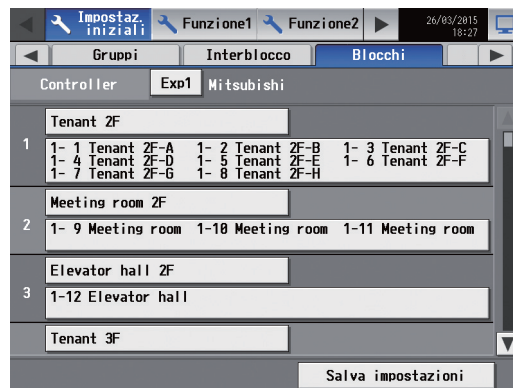 Impostaz. iniziali Funzione1 Funzione2 26/03/2015 18:27
Gruppi Interblocco Blocchi
Controller Exp1 Mitsubishi
Tenant 2F
1
1- 1 Tenant 2F-A 1- 2 Tenant 2F-B 1- 3 Tenant 2F-C
1- 4 Tenant 2F-D 1- 5 Tenant 2F-E 1- 6 Tenant 2F-F
1- 7 Tenant 2F-G 1- 8 Tenant 2F-H
Meeting room 2F
2
1- 9 Meeting room 1-10 Meeting room 1-11 Meeting room
Elevator hall 2F
3
1-12 Elevator hall
Tenant 3F
Salva impostazioni